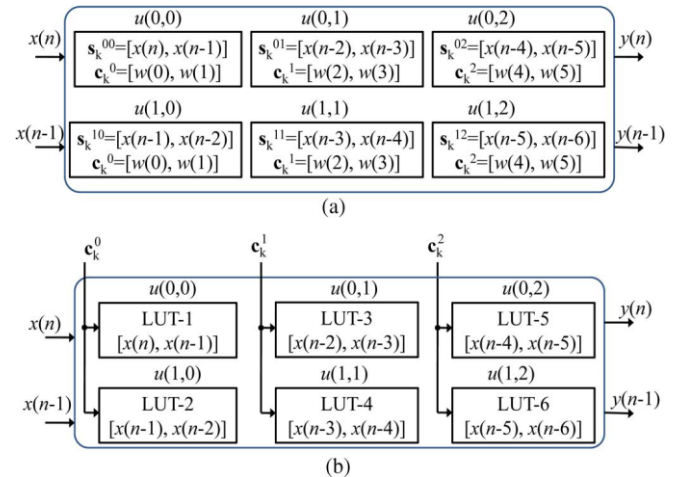 u(0,0) u(0,1) u(0,2)
x(n) y(n)
s_k^00=[x(n), x(n-1)] s_k^01=[x(n-2), x(n-3)] s_k^02=[x(n-4), x(n-5)]
c_k^0=[w(0), w(1)] c_k^1=[w(2), w(3)] c_k^2=[w(4), w(5)]
u(1,0) u(1,1) u(1,2)
x(n-1) y(n-1)
s_k^10=[x(n-1), x(n-2)] s_k^11=[x(n-3), x(n-4)] s_k^12=[x(n-5), x(n-6)]
c_k^0=[w(0), w(1)] c_k^1=[w(2), w(3)] c_k^2=[w(4), w(5)]
(a)
c_k^0 c_k^1 c_k^2
u(0,0) u(0,1) u(0,2)
x(n) y(n)
LUT-1 LUT-3 LUT-5
[x(n), x(n-1)] [x(n-2), x(n-3)] [x(n-4), x(n-5)]
u(1,0) u(1,1) u(1,2)
x(n-1) y(n-1)
LUT-2 LUT-4 LUT-6
[x(n-1), x(n-2)] [x(n-3), x(n-4)] [x(n-5), x(n-6)]
(b)